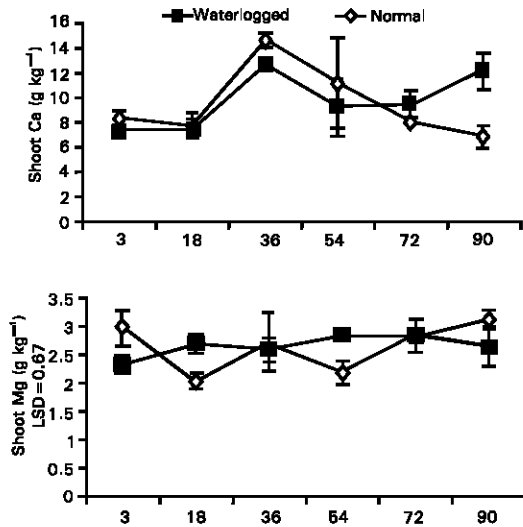 Waterlogged Normal
Shoot Ca (g kg⁻¹)
16
14
12
10
8
6
4
2
0
3 18 36 54 72 90
Shoot Mg (g kg⁻¹)
LSD=0.67
3.5
3
2.5
2
1.5
1
0.5
0
3 18 36 54 72 90